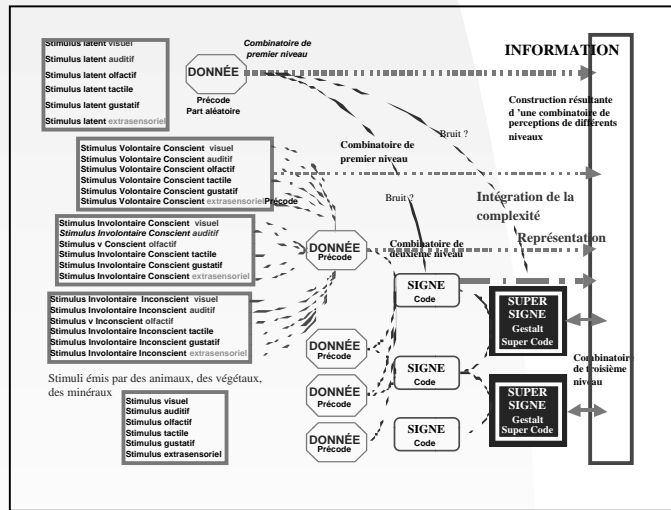 Stimulus latent visuel
Stimulus latent auditif
Stimulus latent olfactif
Stimulus latent tactile
Stimulus latent gustatif
Stimulus latent extrasensoriel
DONNÉE
Précode
Part aléatoire
Combinatoire de
premier niveau
INFORMATION
Construction résultante
d 'une combinatoire de
perceptions de différents
niveaux
Bruit ?
Combinatoire de
premier niveau
Stimulus Volontaire Conscient visuel
Stimulus Volontaire Conscient auditif
Stimulus Volontaire Conscient olfactif
Stimulus Volontaire Conscient tactile
Stimulus Volontaire Conscient gustatif
Stimulus Volontaire Conscient extrasensoriel Précode
Bruit ?
Intégration de la
complexité
Représentation
Stimulus Involontaire Conscient visuel
Stimulus Involontaire Conscient auditif
Stimulus v Conscient olfactif
Stimulus Involontaire Conscient tactile
Stimulus Involontaire Conscient gustatif
Stimulus Involontaire Conscient extrasensoriel
DONNÉE
Précode
Combinatoire de
deuxième niveau
SIGNE
Code
SUPER
SIGNE
Gestalt
Super Code
Stimulus Involontaire Inconscient visuel
Stimulus Involontaire Inconscient auditif
Stimulus v Inconscient olfactif
Stimulus Involontaire Inconscient tactile
Stimulus Involontaire Inconscient gustatif
Stimulus Involontaire Inconscient extrasensoriel
DONNÉE
Précode
SIGNE
Code
Combinatoire
de troisième
niveau
Stimuli émis par des animaux, des végétaux,
des minéraux
Stimulus visuel
Stimulus auditif
Stimulus olfactif
Stimulus tactile
Stimulus gustatif
Stimulus extrasensoriel
DONNÉE
Précode
SUPER
SIGNE
Gestalt
Super Code
DONNÉE
Précode
SIGNE
Code